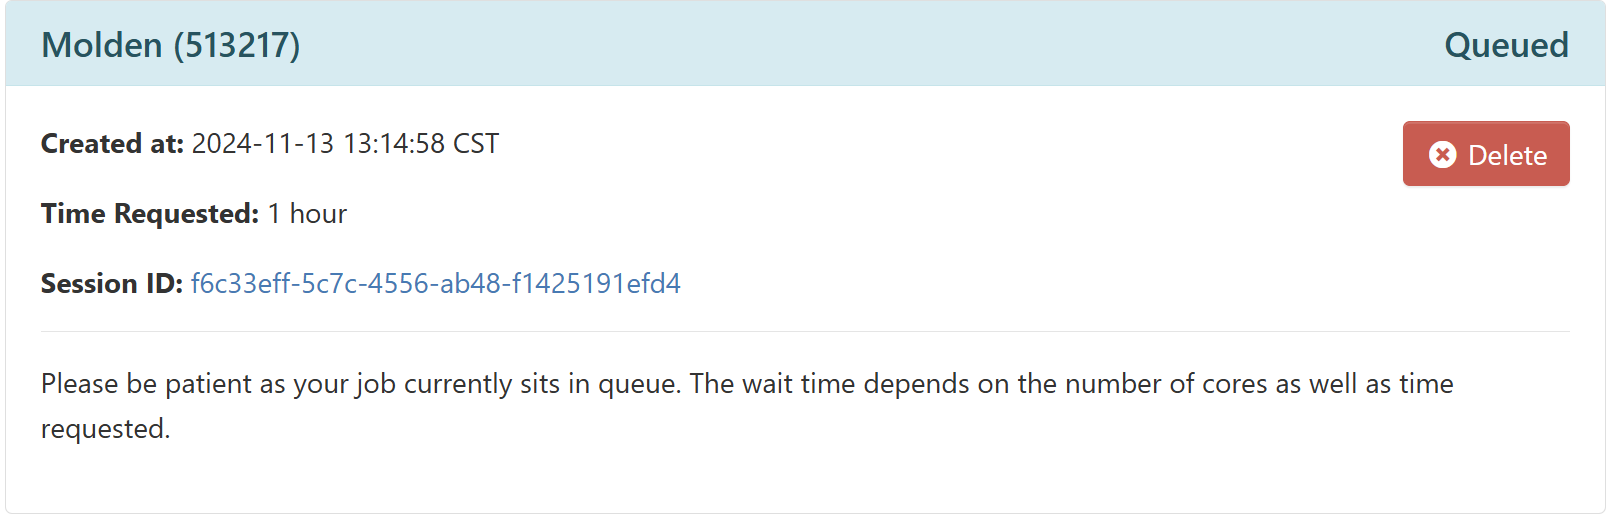 Molden (513217)
Queued
Created at: 2024-11-13 13:14:58 CST
Delete
Time Requested: 1 hour
Session ID: f6c33eff-5c7c-4556-ab48-f1425191efd4
Please be patient as your job currently sits in queue. The wait time depends on the number of cores as well as time
requested.